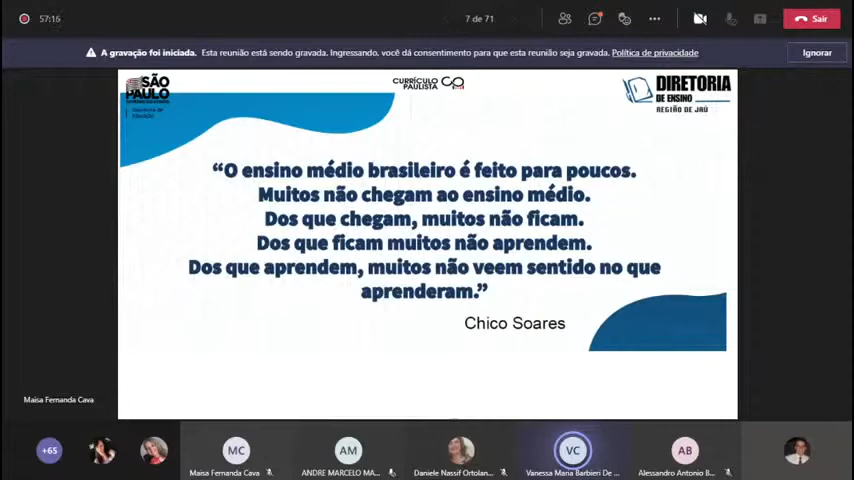 57:16
7 de 71
Sair
A gravação foi iniciada. Esta reunião está sendo gravada. Ingressando, você dá consentimento para que esta reunião seja gravada. Política de privacidade
Ignorar
SÃO
PAULO
CURRÍCULO
PAULISTA
DIRETORIA
DE ENSINO
REGIÃO DE JAÚ
“O ensino médio brasileiro é feito para poucos.
Muitos não chegam ao ensino médio.
Dos que chegam, muitos não ficam.
Dos que ficam muitos não aprendem.
Dos que aprendem, muitos não veem sentido no que
aprenderam.”
Chico Soares
Maisa Fernanda Cava
+65
MC
AM
VC
AB
Maisa Fernanda Cava
ANDRE MARCELO MA...
Daniele Nassif Ortolan...
Vanessa Maria Barbieri De ...
Alessandro Antonio B...